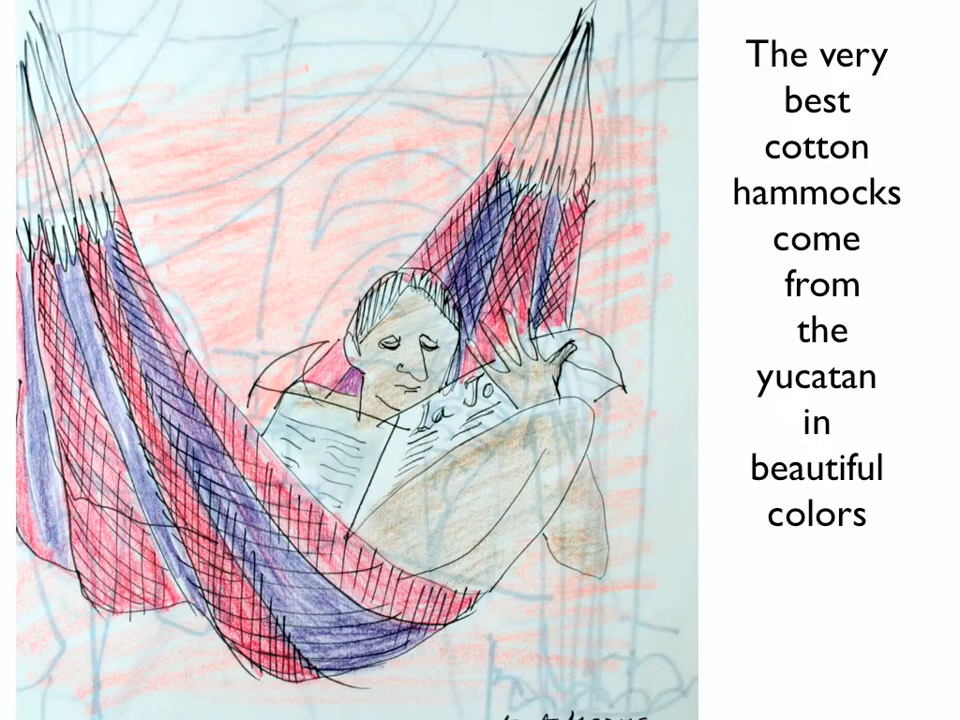 The very
best
cotton
hammocks
come
from
the
yucatan
in
beautiful
colors
La Jo